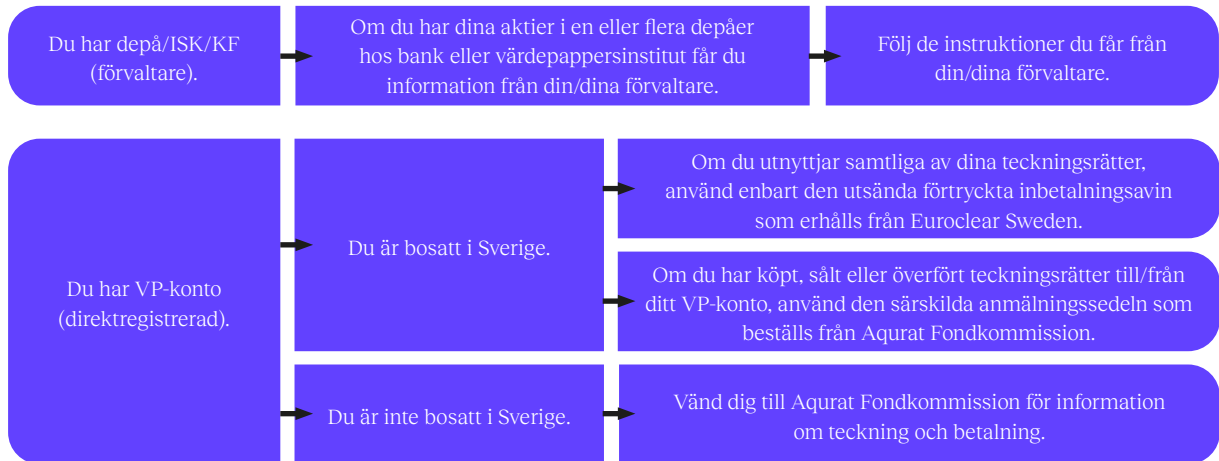 Du har depå/ISK/KF
(förvaltare).
Om du har dina aktier i en eller flera depåer
hos bank eller värdepappersinstitut får du
information från din/dina förvaltare.
Följ de instruktioner du får från
din/dina förvaltare.
Du har VP-konto
(direktregistrerad).
Du är bosatt i Sverige.
Om du utnyttjar samtliga av dina teckningsrätter,
använd enbart den utsända förtryckta inbetalningsavin
som erhålls från Euroclear Sweden.
Om du har köpt, sålt eller överfört teckningsrätter till/från
ditt VP-konto, använd den särskilda anmälningssedeln som
beställs från Aqurat Fondkommission.
Du är inte bosatt i Sverige.
Vänd dig till Aqurat Fondkommission för information
om teckning och betalning.